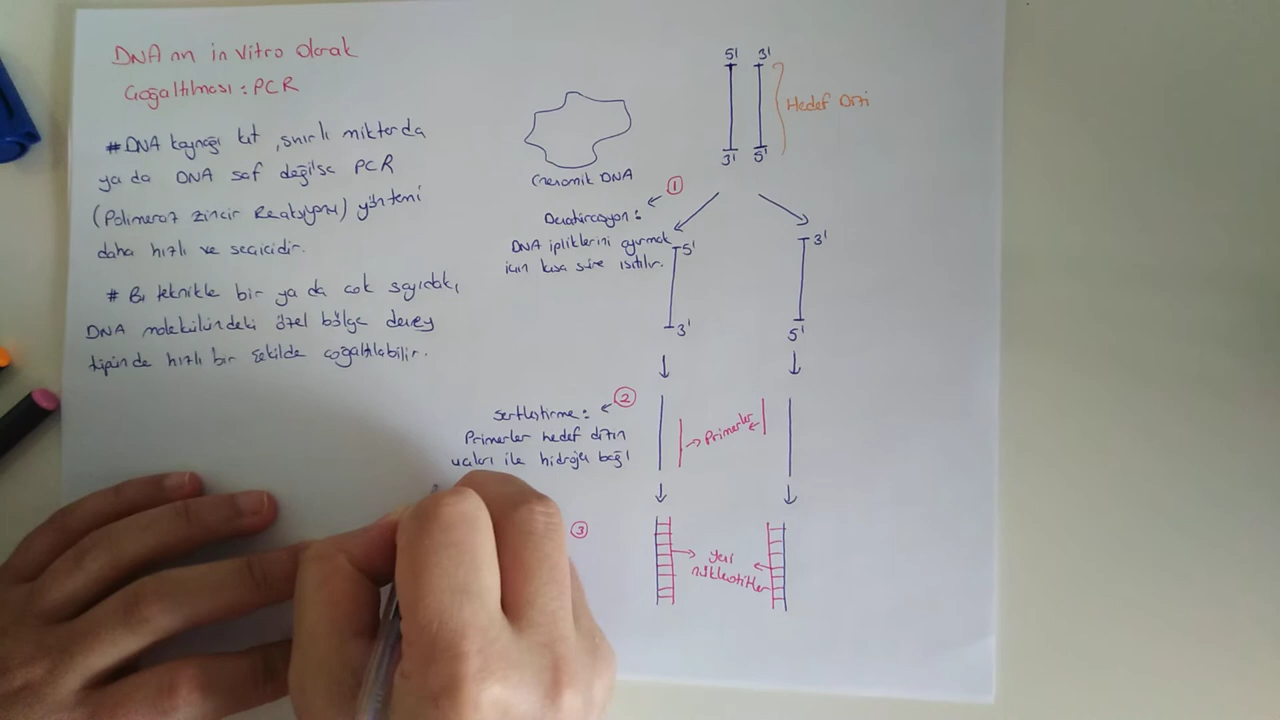 DNA nın in vitro olarak
Çoğaltılması : PCR
# DNA kaynağı kıt, sınırlı miktarda
ya da DNA saf değilse PCR
(Polimeraz zincir Reaksiyonu) yöntemi
daha hızlı ve seçicidir.
# Bı teknikle bir ya da çok sayıdakı
DNA molekülündeki özel bölge deney
tüpünde hızlı bir şekilde çoğaltılabilir.
Genomik DNA
5' 3'
Hedef Dizi
3' 5'
1
Denatürasyon :
DNA ipliklerini ayırmak
için kısa süre ısıtılır.
5' 3'
3' 5'
2
Sertleştirme :
Primerler hedef dizin
uçları ile hidrojen bağı
Primerler
3
yeni
nükleotitler